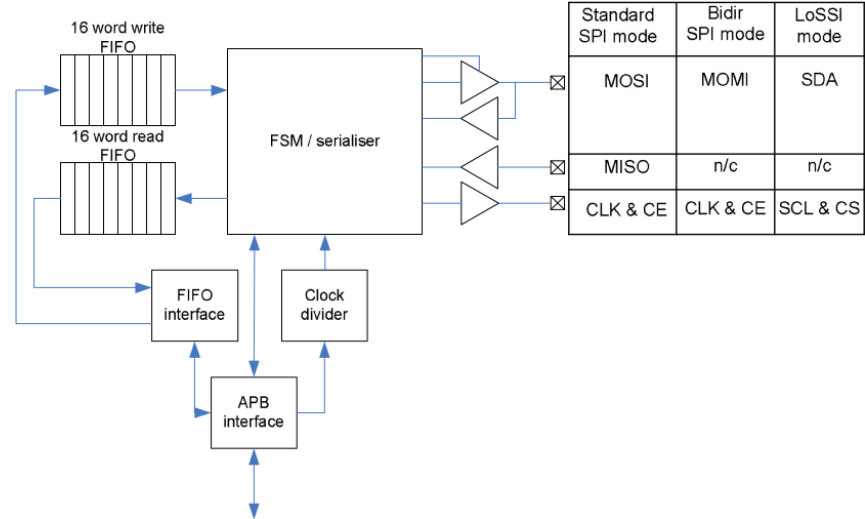 16 word write
FIFO
16 word read
FIFO
FSM / serialiser
FIFO
interface
Clock
divider
APB
interface
Standard
SPI mode
Bidir
SPI mode
LoSSI
mode
MOSI
MOMI
SDA
MISO
n/c
n/c
CLK & CE
CLK & CE
SCL & CS